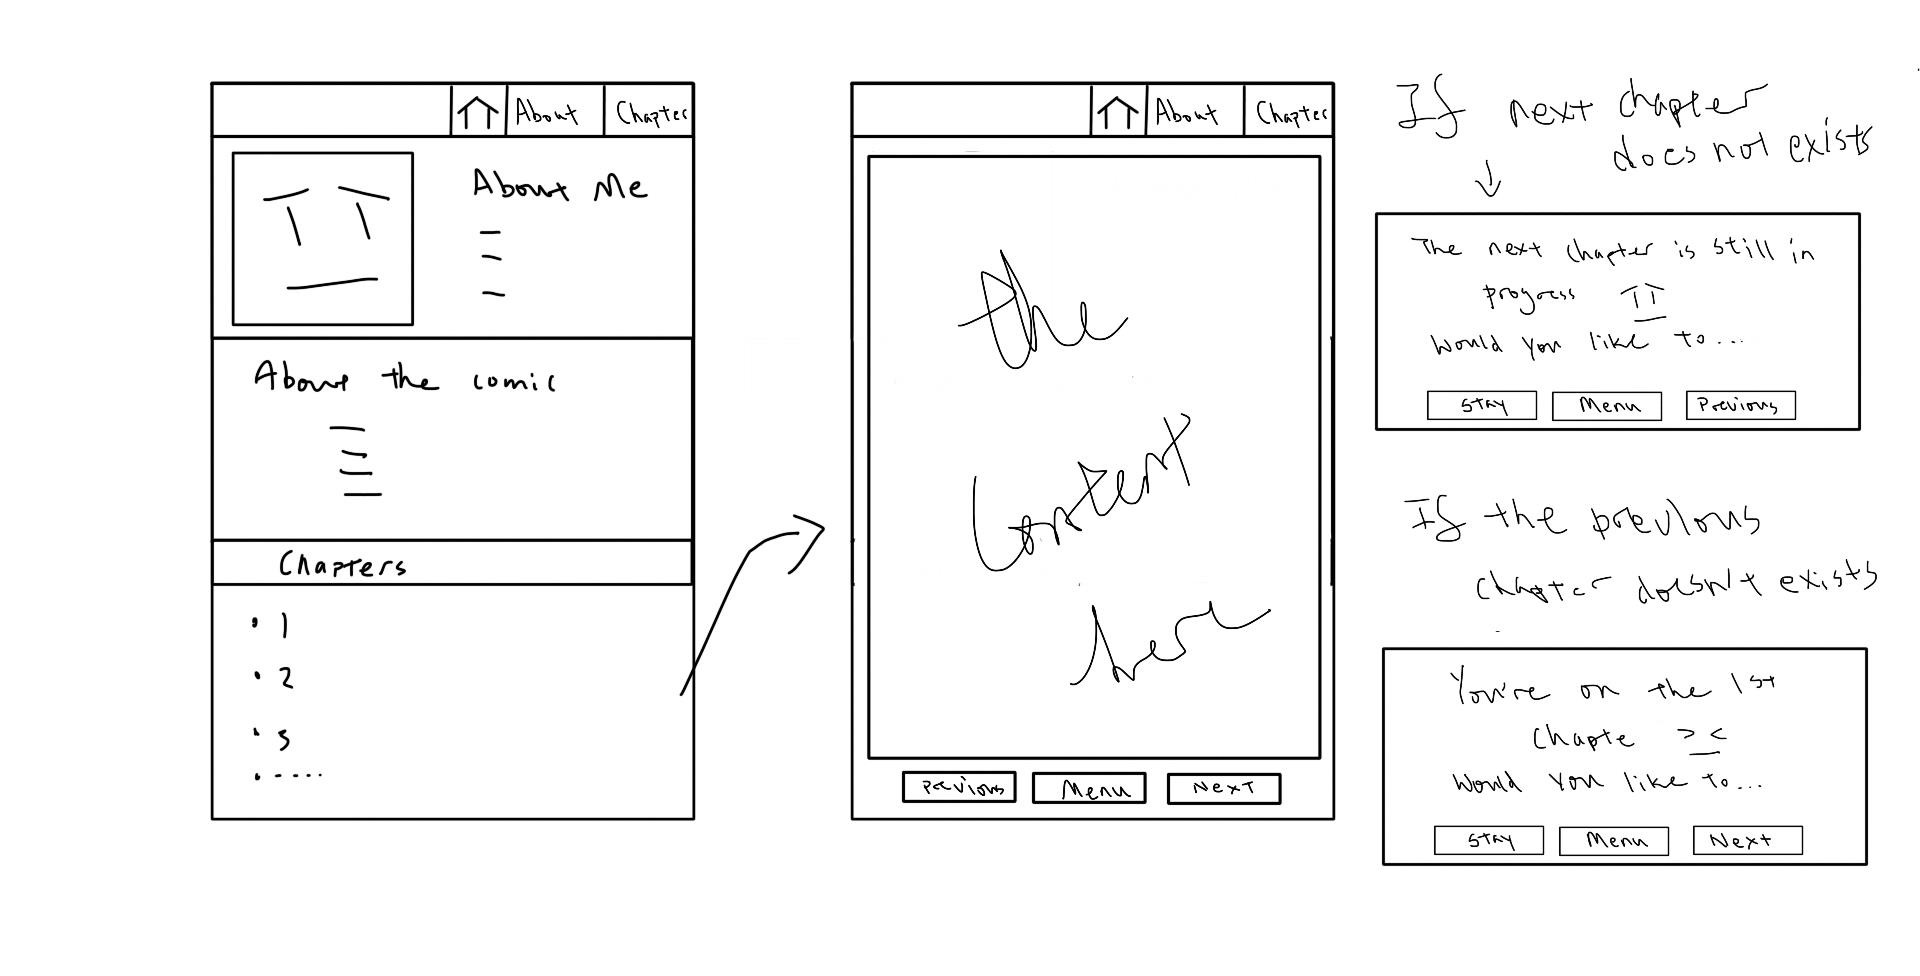 About
Chapter
About Me
About the comic
Chapters
1
2
3
About
Chapter
the
Content
here
Previous
Menu
Next
If next chapter
does not exists
The next chapter is still in
progress
Would you like to...
STAY
Menu
Previous
If the previous
chapter doesn't exists
You're on the 1st
Chapte > <
Would you like to...
STAY
Menu
Next